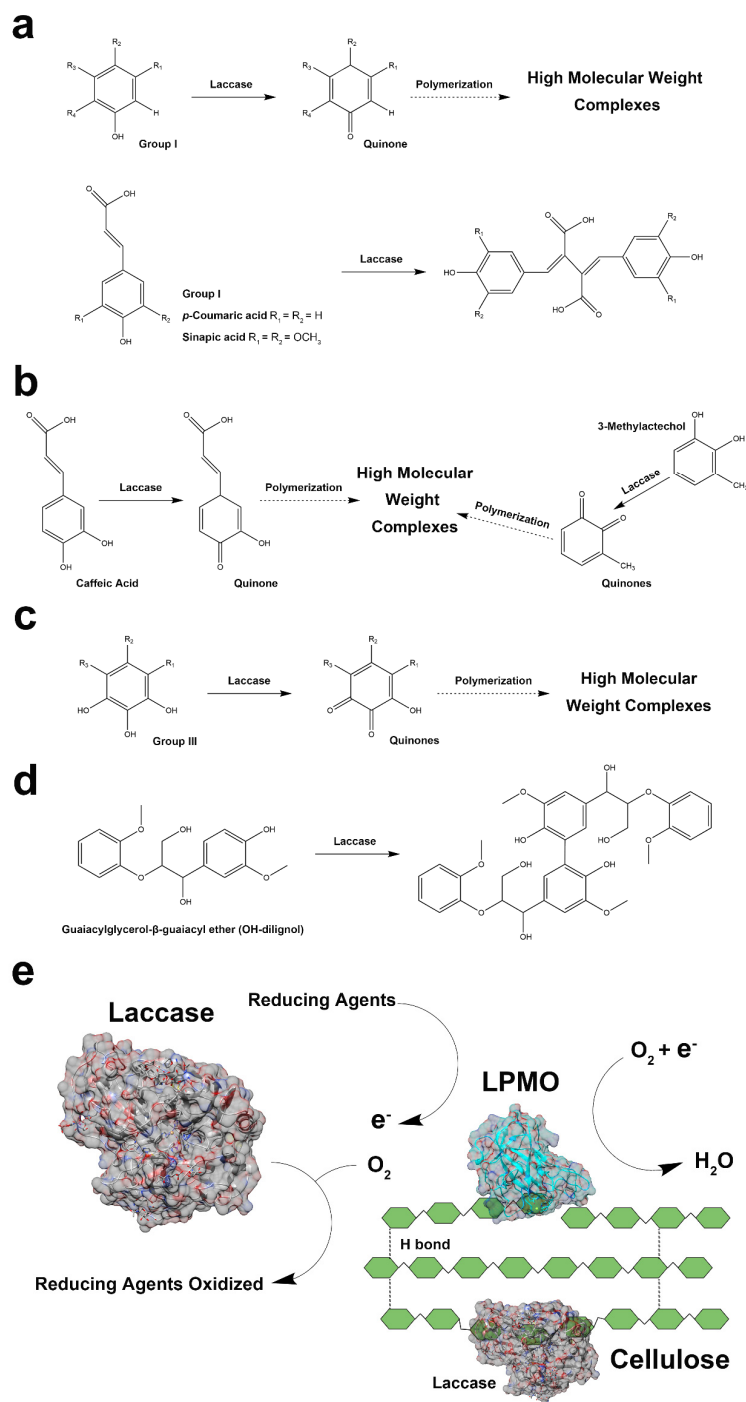 a
R2
R3
R1
R4
H
OH
Group I
Laccase
R2
R3
R1
R4
H
O
Quinone
Polymerization
High Molecular Weight
Complexes
O
OH
R1
R2
OH
Group I
p-Coumaric acid R1 = R2 = H
Sinapic acid R1 = R2 = OCH3
Laccase
R1
O
OH
R2
HO
OH
R2
HO
O
R1
b
O
OH
OH
OH
Caffeic Acid
Laccase
O
OH
OH
O
Quinone
Polymerization
High Molecular
Weight
Complexes
Polymerization
O
O
CH3
Quinones
Laccase
3-Methylactechol
OH
OH
CH3
c
R2
R3
R1
HO
OH
OH
Group III
Laccase
R2
R3
R1
O
OH
O
Quinones
Polymerization
High Molecular
Weight Complexes
d
O
OH
OH
O
O
OH
Guaiacylglycerol-β-guaiacyl ether (OH-dilignol)
Laccase
OH
O
O
HO
HO
O
O
OH
OH
O
O
OH
e
Laccase
Reducing Agents
e-
O2
Reducing Agents Oxidized
LPMO
O2 + e-
H2O
H bond
Laccase
Cellulose